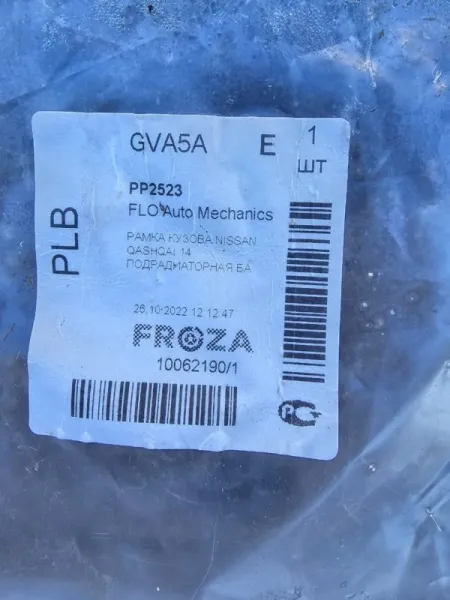 GVA5A E 1
ШТ
PLB
PP2523
FLO Auto Mechanics
РАМКА КУЗОВА NISSAN
QASHQAI 14
ПОДРАДИАТОРНАЯ БА
26.10.2022 12:12:47
FROZA
10062190/1